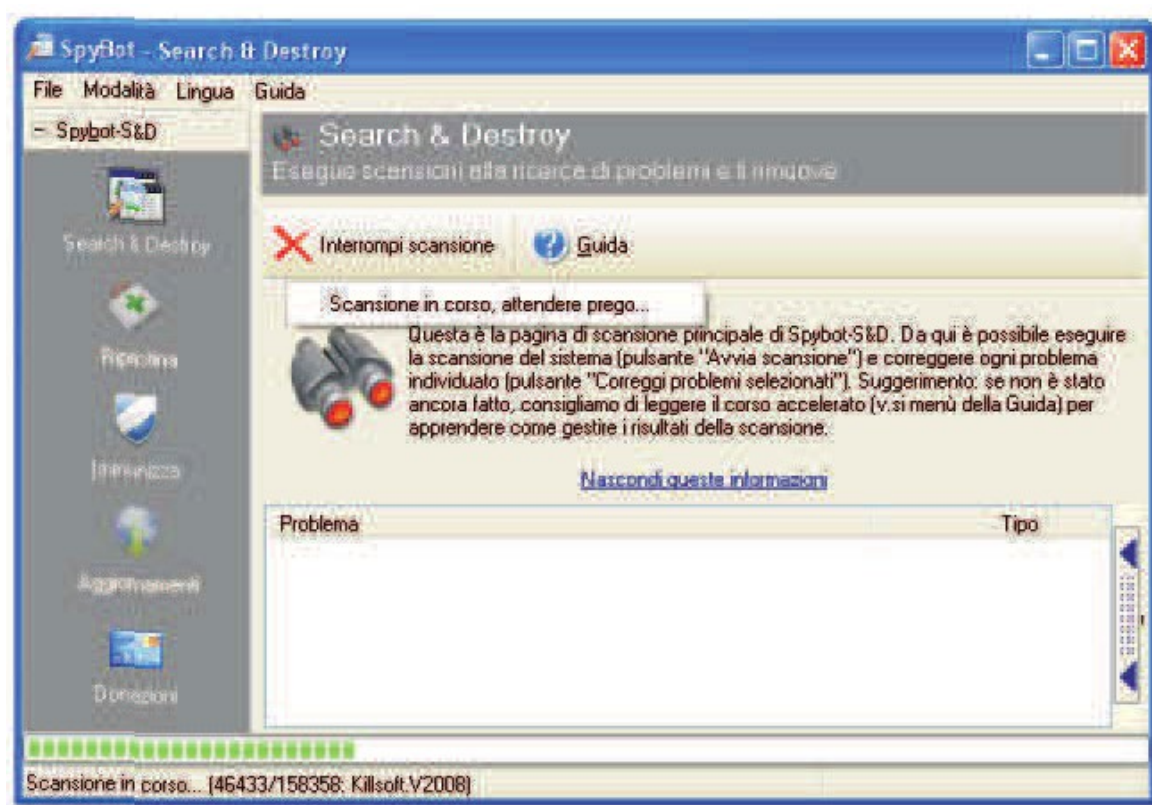 SpyBot - Search & Destroy
File Modalità Lingua Guida
- Spybot-S&D
Search & Destroy
Esegue scansioni alla ricerca di problemi e li rimuove
Search & Destroy
Ripristina
Immunizza
Aggiornamenti
Donazioni
Interrompi scansione Guida
Scansione in corso, attendere prego...
Questa è la pagina di scansione principale di Spybot-S&D. Da qui è possibile eseguire
la scansione del sistema (pulsante "Avvia scansione") e correggere ogni problema
individuato (pulsante "Correggi problemi selezionati"). Suggerimento: se non è stato
ancora fatto, consigliamo di leggere il corso accelerato (v.si menù della Guida) per
apprendere come gestire i risultati della scansione.
Nascondi queste informazioni
Problema Tipo
Scansione in corso... (46433/158358: Killsoft.V2008)